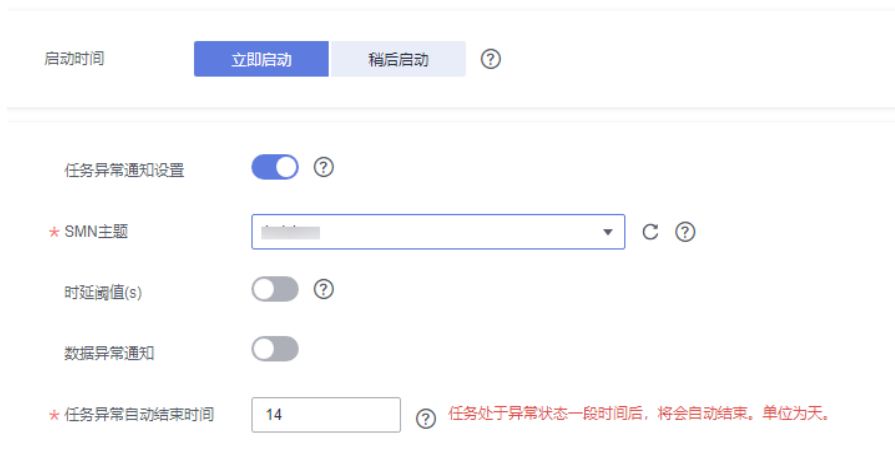 启动时间 立即启动 稍后启动 ?
任务异常通知设置 ?
* SMN主题 ?
时延阈值(s) ?
数据异常通知
* 任务异常自动结束时间 14 ? 任务处于异常状态一段时间后，将会自动结束。单位为天。